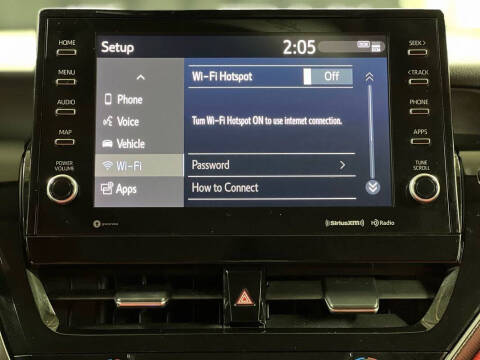 HOME
MENU
AUDIO
MAP
POWER
VOLUME
Setup
2:05
Phone
Voice
Vehicle
Wi-Fi
Apps
Wi-Fi Hotspot Off
Turn Wi-Fi Hotspot ON to use internet connection.
Password
How to Connect
SEEK>
<TRACK
PHONE
APPS
TUNE
SCROLL
SiriusXM
HD Radio